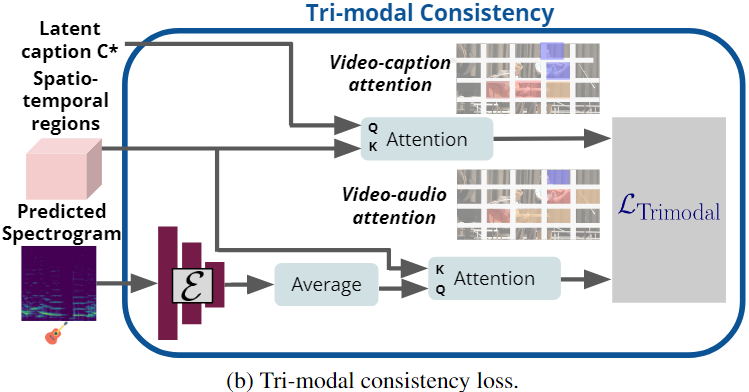 Tri-modal Consistency
Latent
caption C*
Spatio-
temporal
regions
Predicted
Spectrogram
Video-caption
attention
Q
K
Attention
Video-audio
attention
K
Q
Attention
ℰ
Average
ℒTrimodal
(b) Tri-modal consistency loss.